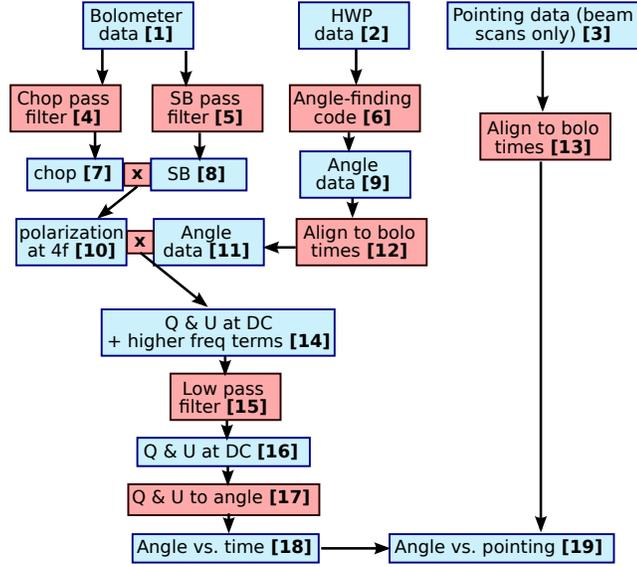 Bolometer
data [1]
HWP
data [2]
Pointing data (beam
scans only) [3]
Chop pass
filter [4]
SB pass
filter [5]
Angle-finding
code [6]
Align to bolo
times [13]
chop [7]
x
SB [8]
Angle
data [9]
polarization
at 4f [10]
x
Angle
data [11]
Align to bolo
times [12]
Q & U at DC
+ higher freq terms [14]
Low pass
filter [15]
Q & U at DC [16]
Q & U to angle [17]
Angle vs. time [18]
Angle vs. pointing [19]